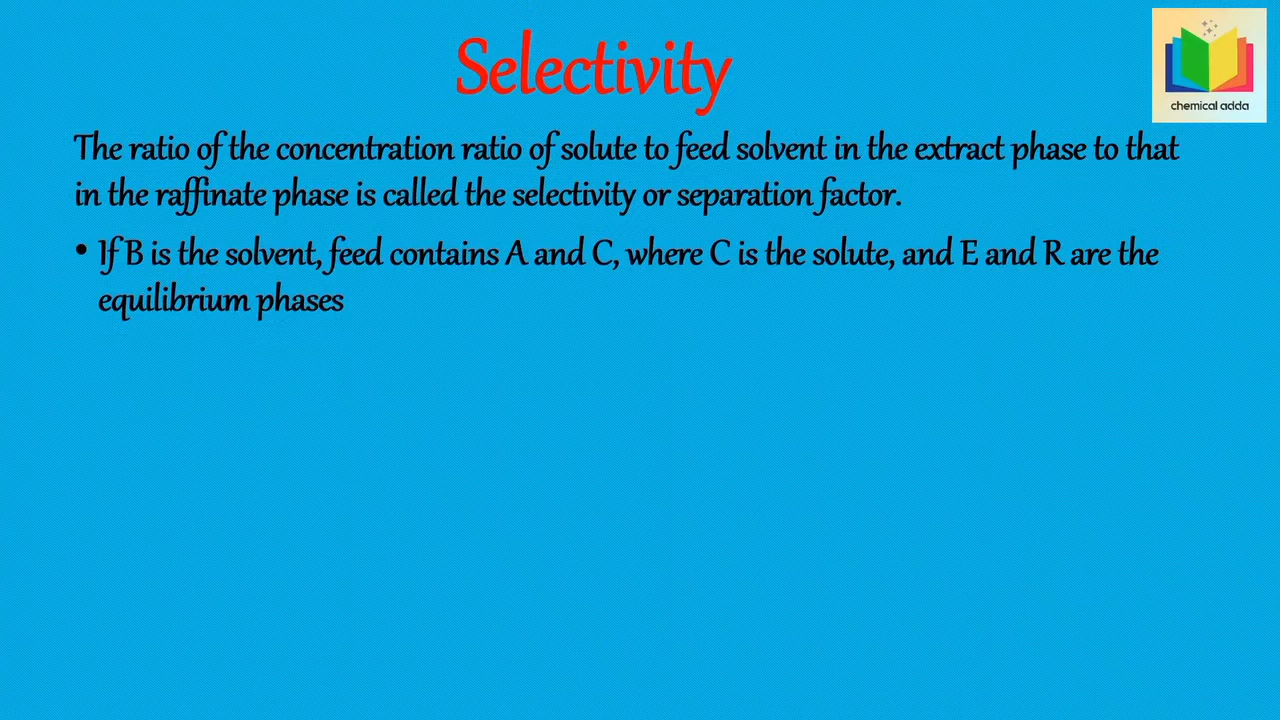 Selectivity
chemical adda
The ratio of the concentration ratio of solute to feed solvent in the extract phase to that
in the raffinate phase is called the selectivity or separation factor.
• If B is the solvent, feed contains A and C, where C is the solute, and E and R are the
equilibrium phases